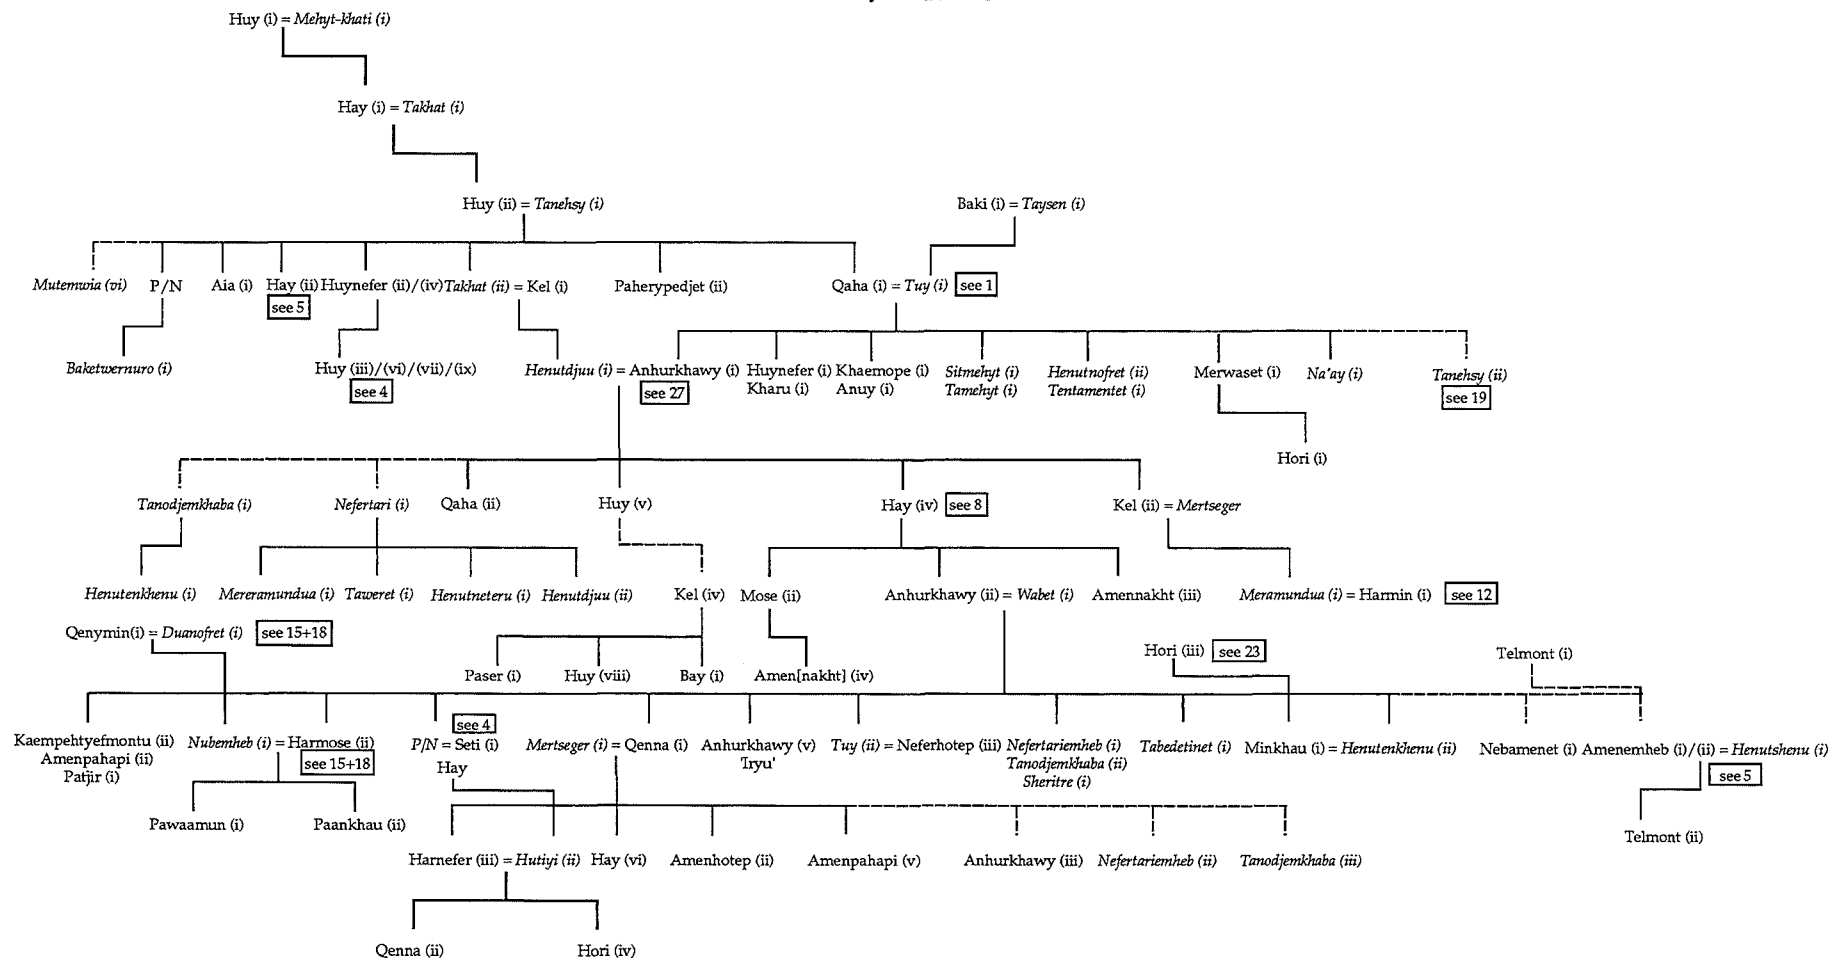 Huy (i) = Mehyt-khati (i)
Hay (i) = Takhat (i)
Huy (ii) = Tanehsy (i)
Baki (i) = Taysen (i)
Mutemwia (vi)
P/N
Aia (i)
Hay (ii)
see 5
Huynefer (ii)/(iv)
Takhat (ii) = Kel (i)
Paherypedjet (ii)
Qaha (i) = Tuy (i)
see 1
Baketwernuro (i)
Huy (iii)/(vi)/(vii)/(ix)
see 4
Henutdjuu (i) = Anhurkhawy (i)
see 27
Huynefer (i)
Kharu (i)
Khaemope (i)
Anuy (i)
Sitmehyt (i)
Tamehyt (i)
Henutnofret (ii)
Tentamentet (i)
Merwaset (i)
Na'ay (i)
Tanehsy (ii)
see 19
Hori (i)
Tanodjemkhaba (i)
Nefertari (i)
Qaha (ii)
Huy (v)
Hay (iv)
see 8
Kel (ii) = Mertseger
Henutenkhenu (i)
Mereramundua (i)
Taweret (i)
Henutneteru (i)
Henutdjuu (ii)
Kel (iv)
Mose (ii)
Anhurkhawy (ii) = Wabet (i)
Amennakht (iii)
Meramundua (i) = Harmin (i)
see 12
Qenymin(i) = Duanofret (i)
see 15+18
Paser (i)
Huy (viii)
Bay (i)
Amen[nakht] (iv)
Hori (iii)
see 23
Telmont (i)
Kaempehtyefmontu (ii)
Amenpahapi (ii)
Patjir (i)
Nubemheb (i) = Harmose (ii)
see 15+18
see 4
P/N = Seti (i)
Mertseger (i) = Qenna (i)
Anhurkhawy (v)
'Iryu'
Tuy (ii) = Neferhotep (iii)
Nefertariemheb (i)
Tanodjemkhaba (ii)
Sheritre (i)
Tabedetinet (i)
Minkhau (i) = Henutenkhenu (ii)
Nebamenet (i)
Amenemheb (i)/(ii) = Henutshenu (i)
see 5
Hay
Pawaamun (i)
Paankhau (ii)
Telmont (ii)
Harnefer (iii) = Hutiyi (ii)
Hay (vi)
Amenhotep (ii)
Amenpahapi (v)
Anhurkhawy (iii)
Nefertariemheb (ii)
Tanodjemkhaba (iii)
Qenna (ii)
Hori (iv)